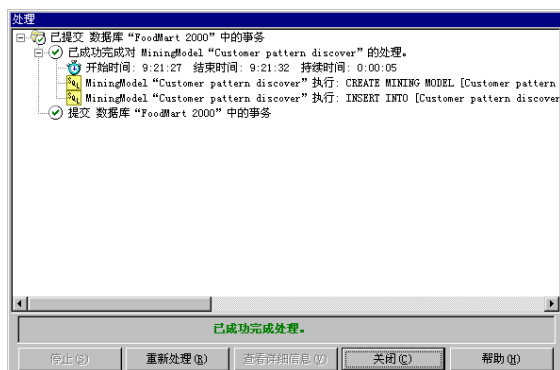 处理
已提交 数据库 “FoodMart 2000” 中的事务
已成功完成对 MiningModel “Customer pattern discover” 的处理。
开始时间: 9:21:27 结束时间: 9:21:32 持续时间: 0:00:05
MiningModel “Customer pattern discover” 执行: CREATE MINING MODEL [Customer pattern
MiningModel “Customer pattern discover” 执行: INSERT INTO [Customer pattern discover
提交 数据库 “FoodMart 2000” 中的事务
已成功完成处理。
停止(S) 重新处理(R) 查看详细信息(V) 关闭(C) 帮助(H)